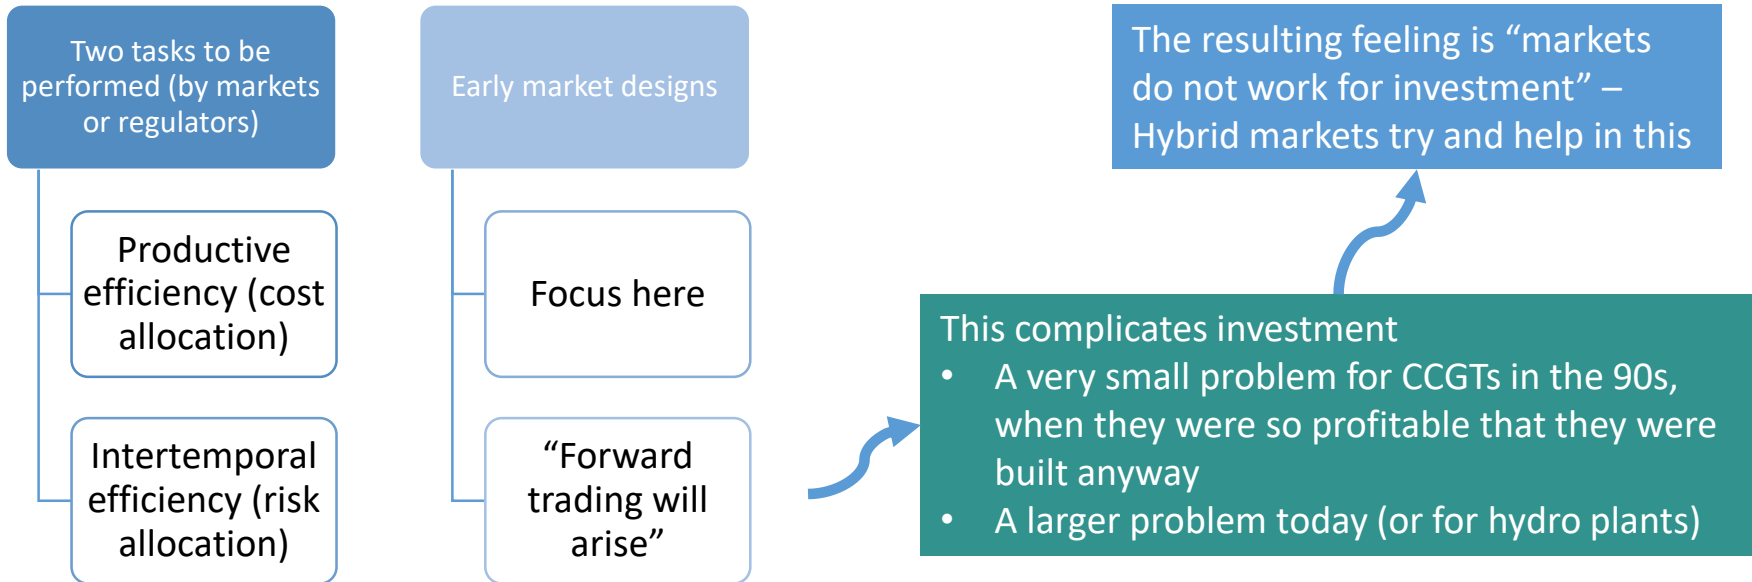 Two tasks to be
performed (by markets
or regulators)
Productive
efficiency (cost
allocation)
Intertemporal
efficiency (risk
allocation)
Early market designs
Focus here
“Forward
trading will
arise”
This complicates investment
• A very small problem for CCGTs in the 90s,
when they were so profitable that they were
built anyway
• A larger problem today (or for hydro plants)
The resulting feeling is “markets
do not work for investment” –
Hybrid markets try and help in this